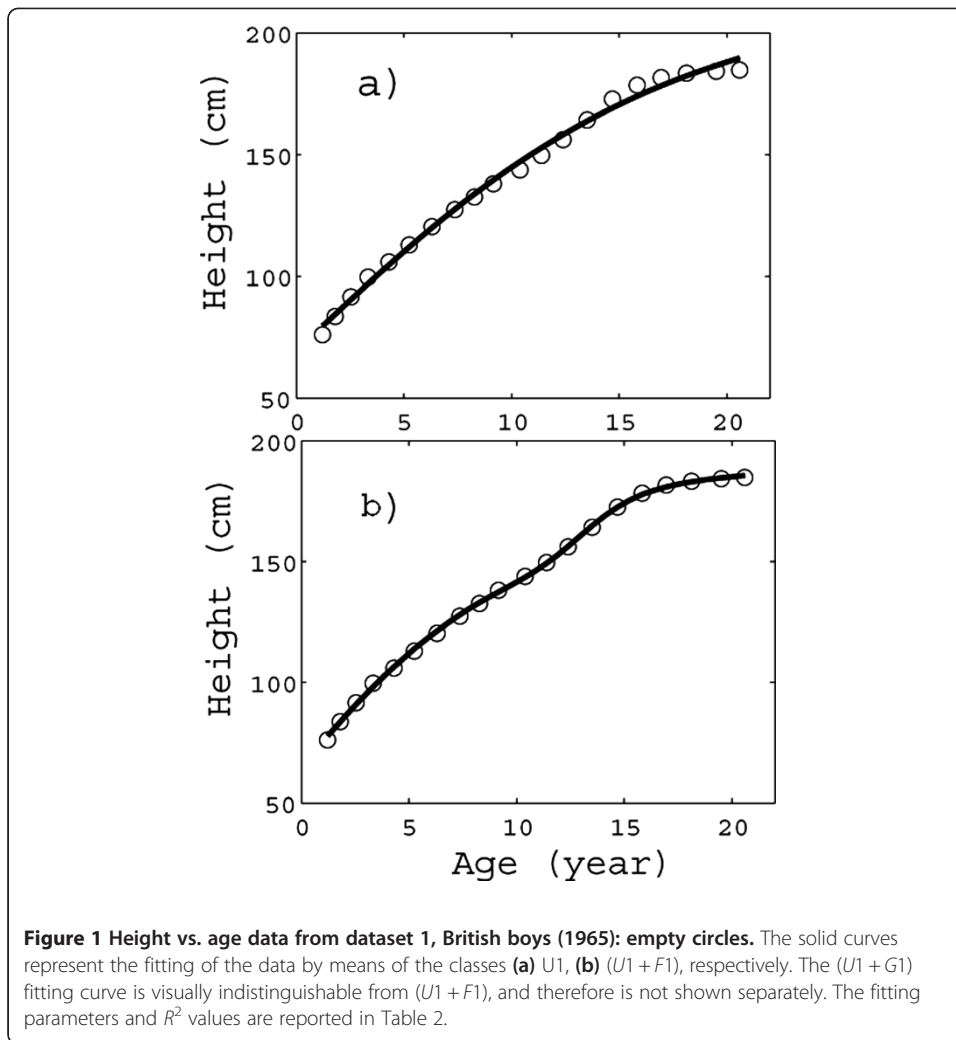 200
a)
150
Height (cm)
100
50
0 5 10 15 20
200
b)
150
Height (cm)
100
50
0 5 10 15 20
Age (year)
Figure 1 Height vs. age data from dataset 1, British boys (1965): empty circles. The solid curves
represent the fitting of the data by means of the classes (a) U1, (b) (U1 + F1), respectively. The (U1 + G1)
fitting curve is visually indistinguishable from (U1 + F1), and therefore is not shown separately. The fitting
parameters and R² values are reported in Table 2.